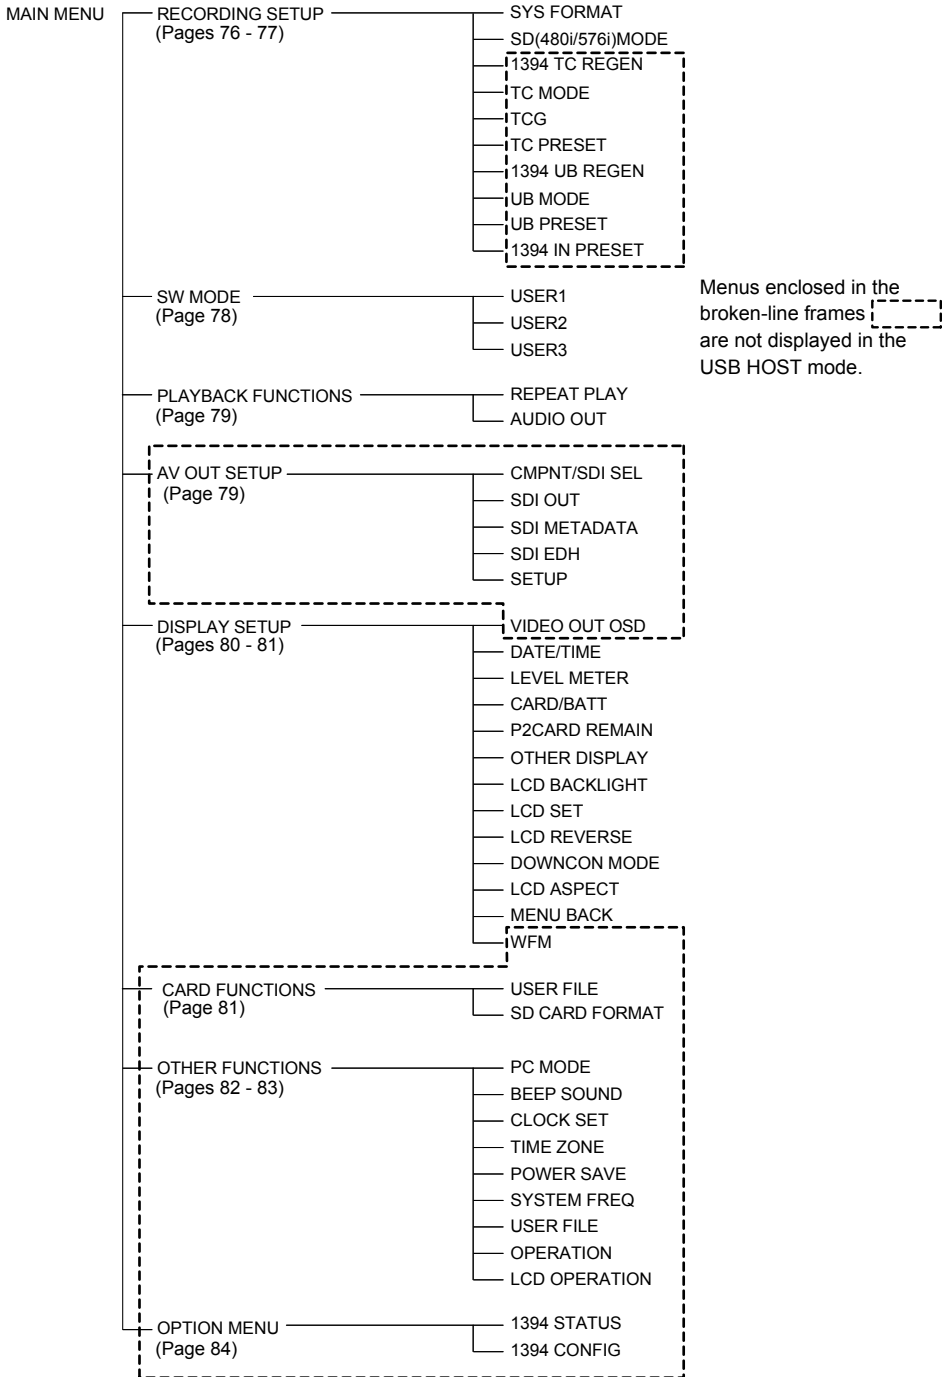 MAIN MENU
RECORDING SETUP
(Pages 76 - 77)
SYS FORMAT
SD(480i/576i)MODE
1394 TC REGEN
TC MODE
TCG
TC PRESET
1394 UB REGEN
UB MODE
UB PRESET
1394 IN PRESET
Menus enclosed in the
broken-line frames
are not displayed in the
USB HOST mode.
SW MODE
(Page 78)
USER1
USER2
USER3
PLAYBACK FUNCTIONS
(Page 79)
REPEAT PLAY
AUDIO OUT
AV OUT SETUP
(Page 79)
CMPNT/SDI SEL
SDI OUT
SDI METADATA
SDI EDH
SETUP
DISPLAY SETUP
(Pages 80 - 81)
VIDEO OUT OSD
DATE/TIME
LEVEL METER
CARD/BATT
P2CARD REMAIN
OTHER DISPLAY
LCD BACKLIGHT
LCD SET
LCD REVERSE
DOWNCON MODE
LCD ASPECT
MENU BACK
WFM
CARD FUNCTIONS
(Page 81)
USER FILE
SD CARD FORMAT
OTHER FUNCTIONS
(Pages 82 - 83)
PC MODE
BEEP SOUND
CLOCK SET
TIME ZONE
POWER SAVE
SYSTEM FREQ
USER FILE
OPERATION
LCD OPERATION
OPTION MENU
(Page 84)
1394 STATUS
1394 CONFIG